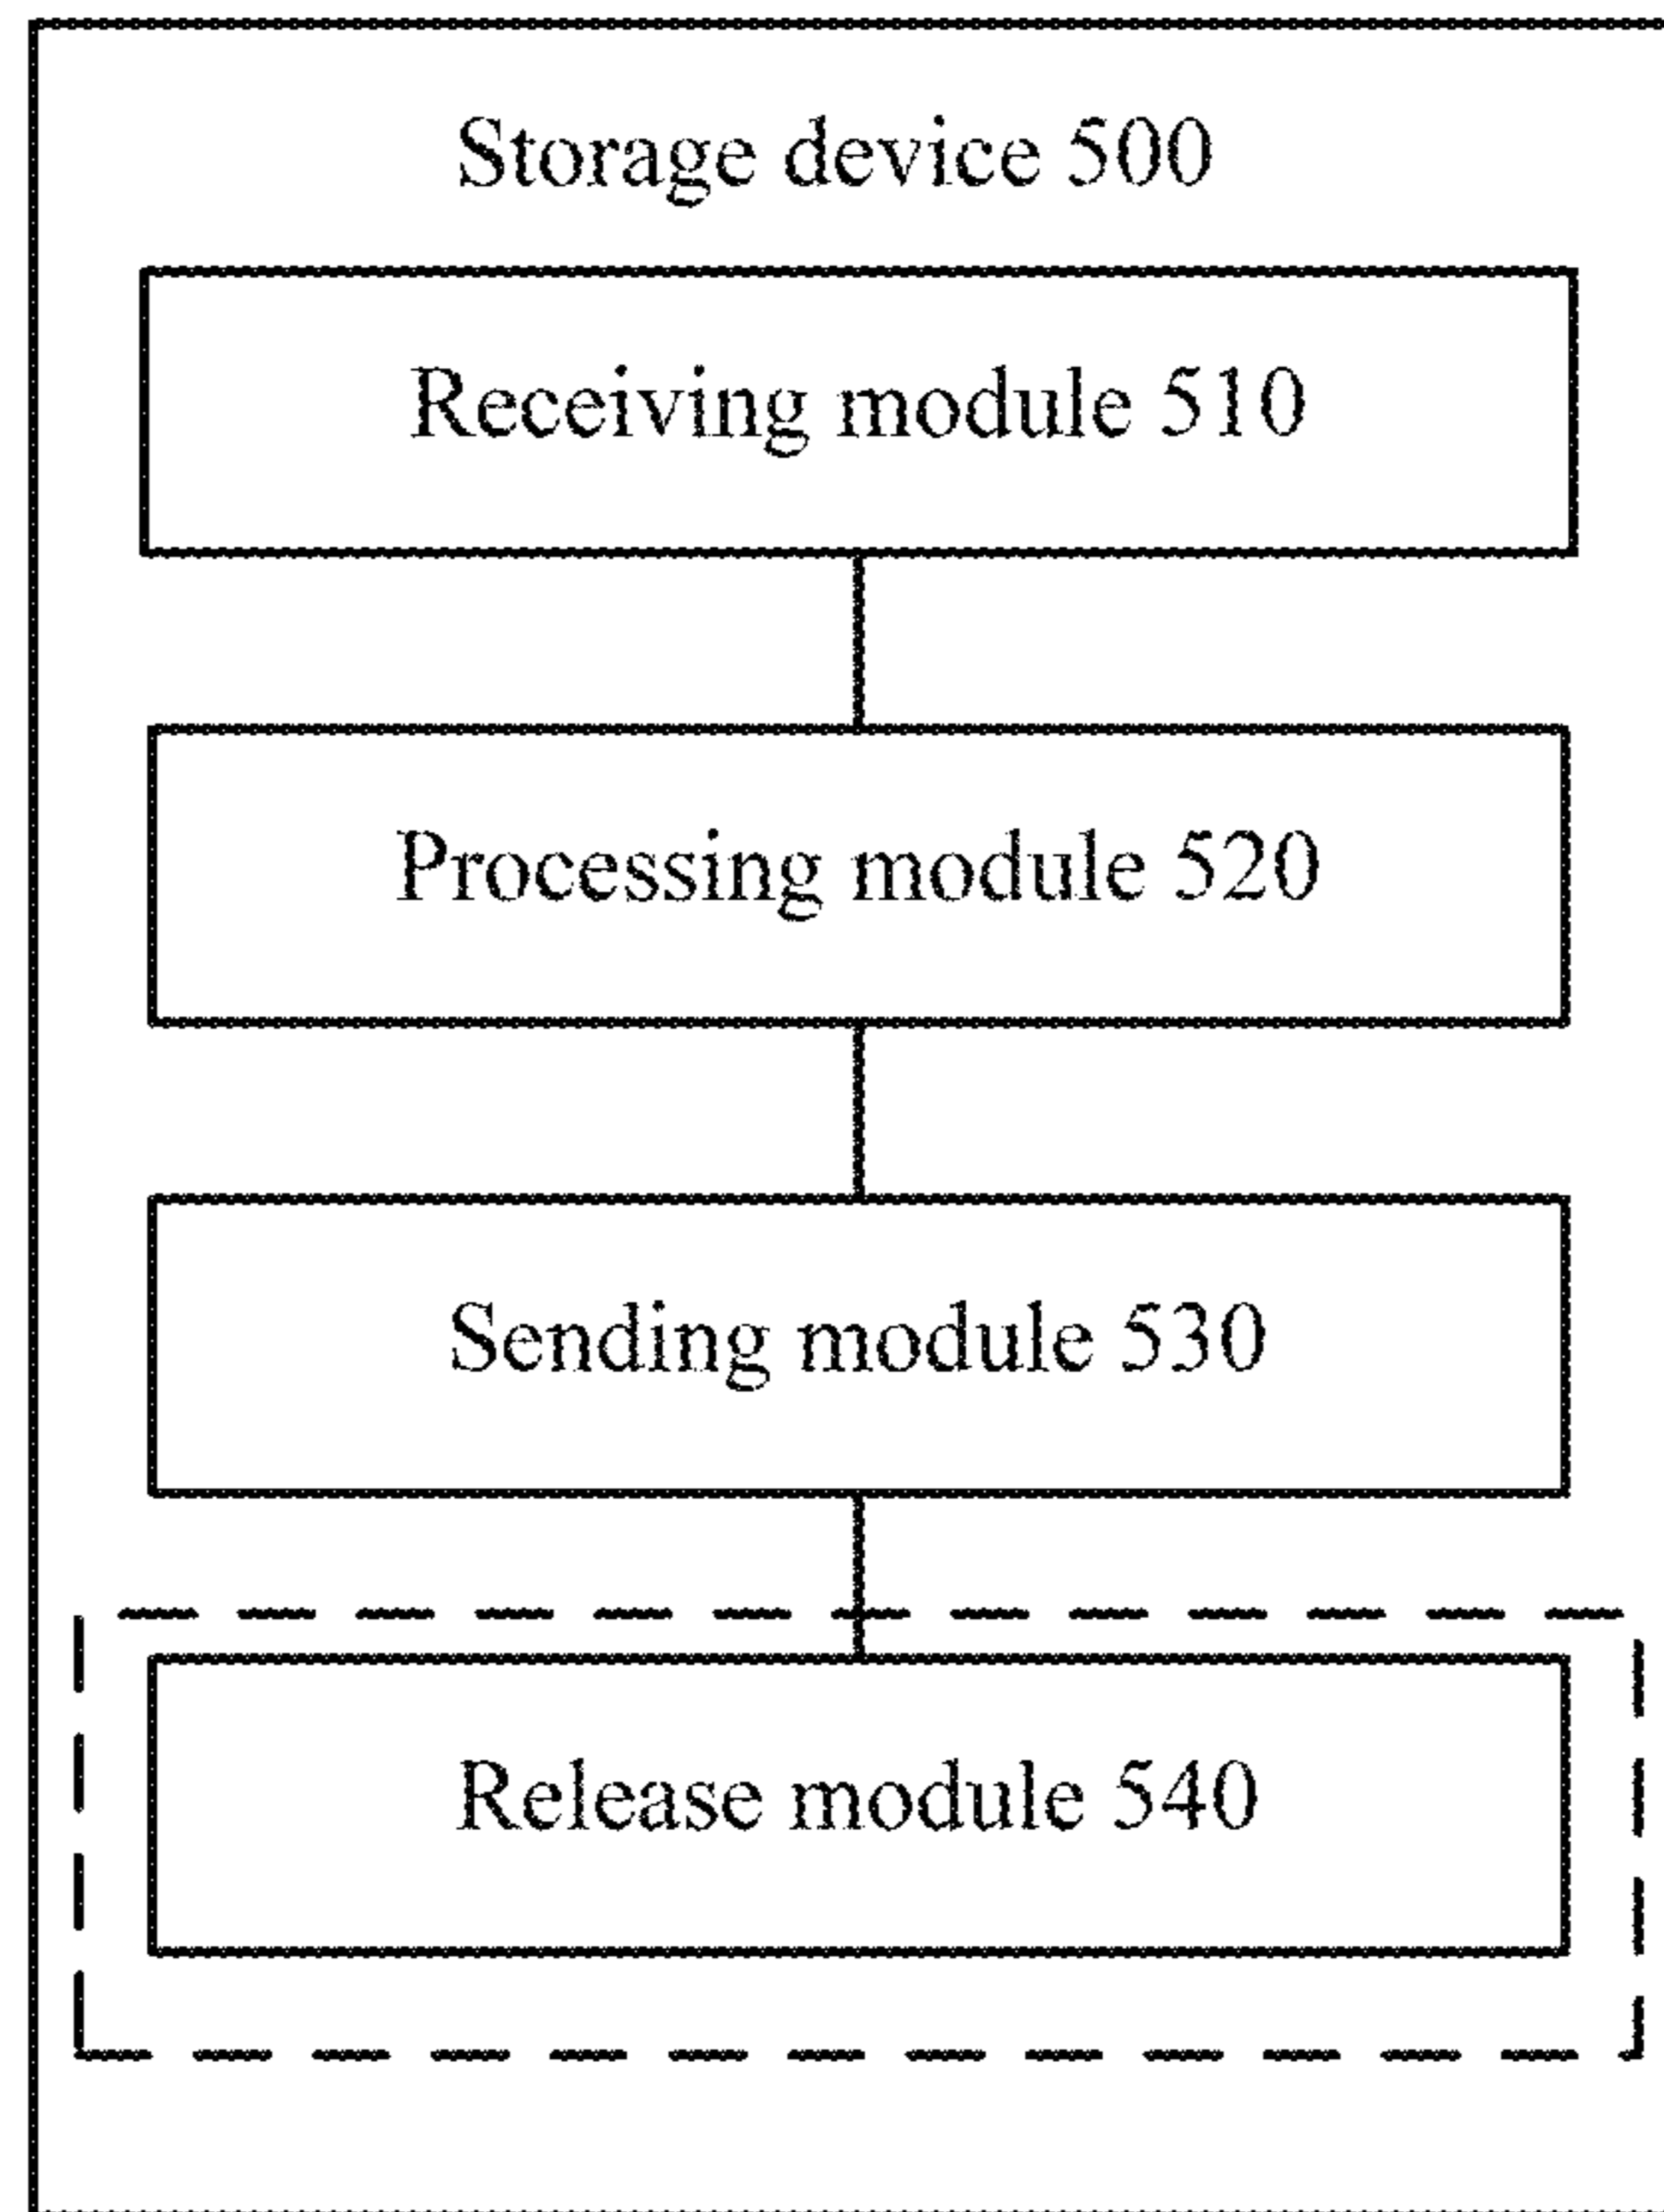 Storage device 500
Receiving module 510
Processing module 520
Sending module 530
Release module 540